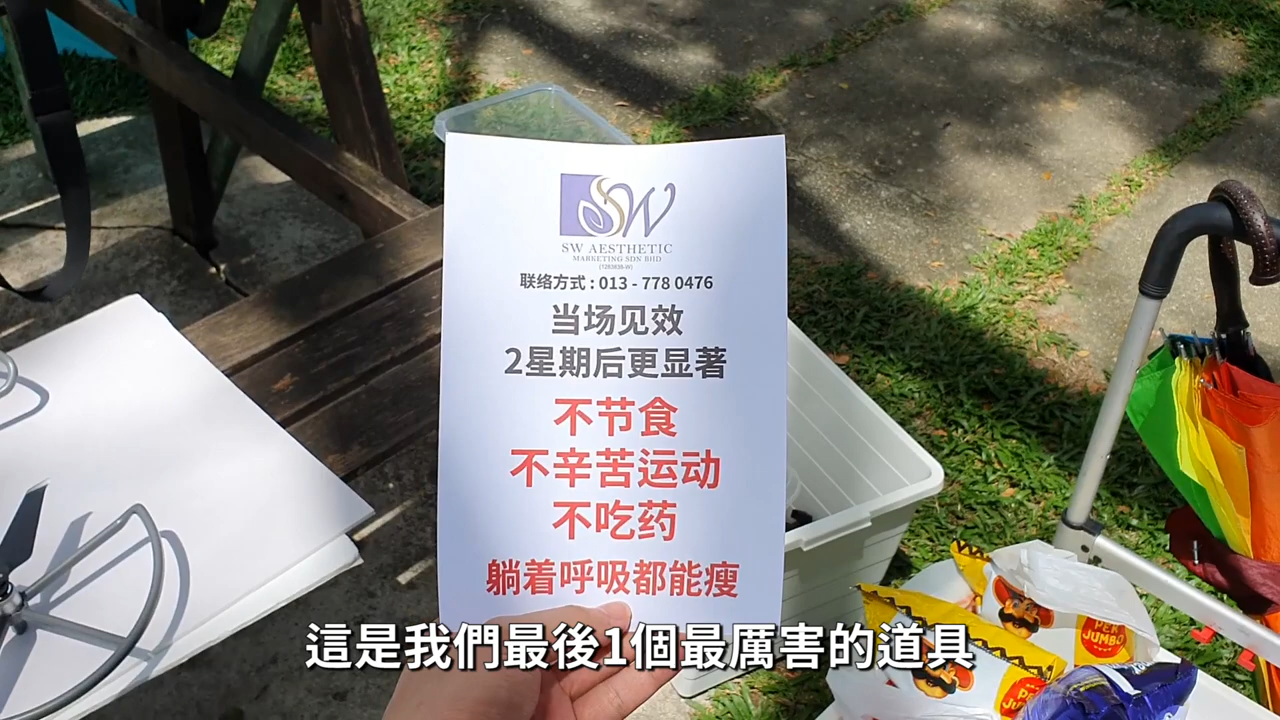 SW
SW AESTHETIC
MARKETING SDN BHD
联络方式 : 013 - 778 0476
当场见效
2星期后更显著
不节食
不辛苦运动
不吃药
躺着呼吸都能瘦
這是我們最後1個最厲害的道具
PER
JUMBO